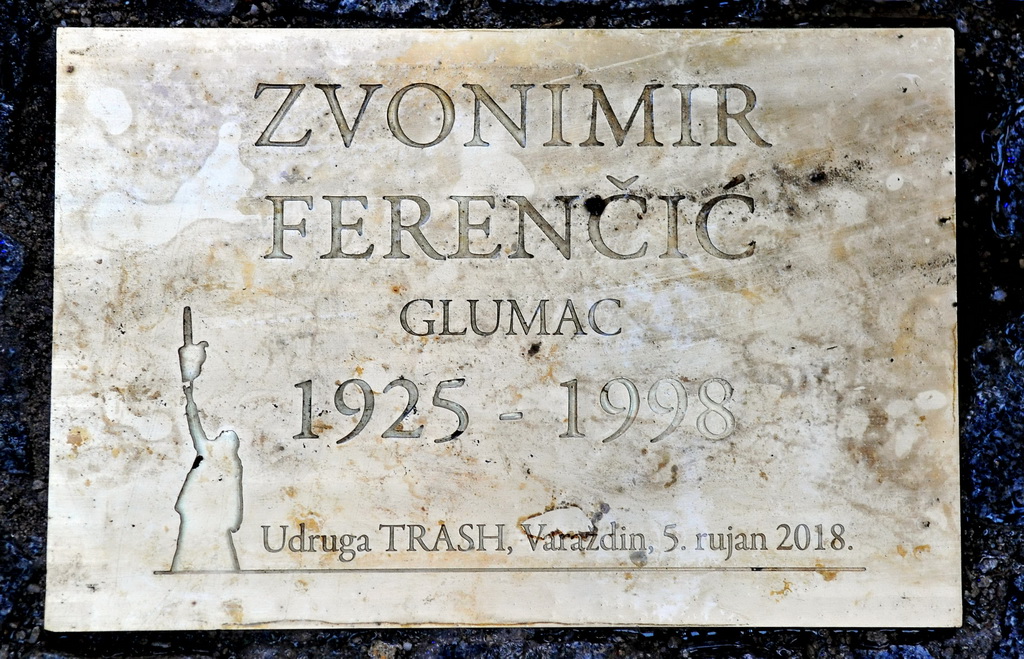 ZVONIMIR
FERENČIĆ
GLUMAC
1925 - 1998
Udruga TRASH, Varaždin, 5. rujan 2018.